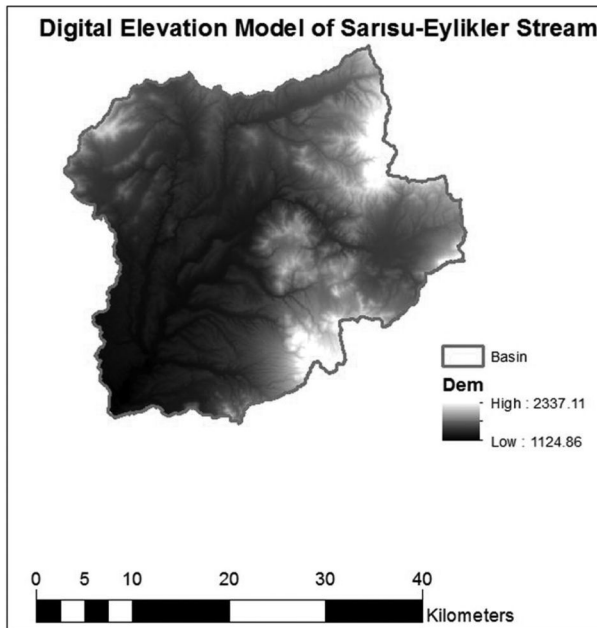 Digital Elevation Model of Sarısu-Eylikler Stream
Basin
Dem
High : 2337.11
Low : 1124.86
0 5 10 20 30 40
Kilometers